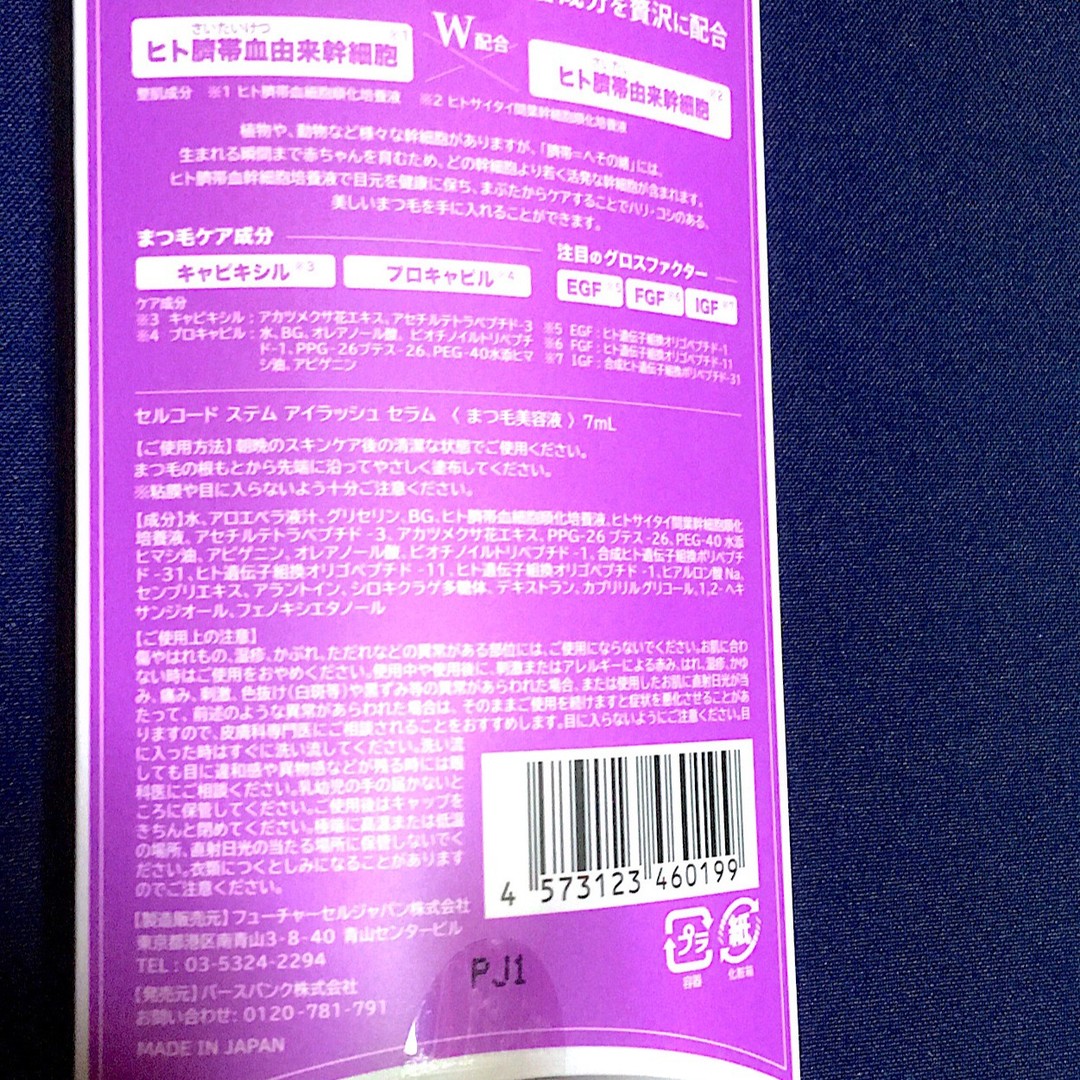 成分を贅沢に配合
さいたいけつ
ヒト臍帯血由来幹細胞※1
W配合
さいたい
ヒト臍帯由来幹細胞※2
整肌成分 ※1 ヒト臍帯血細胞順化培養液 ※2 ヒトサイタイ間葉幹細胞順化培養液
植物や、動物など様々な幹細胞がありますが、「臍帯=へその緒」には、
生まれる瞬間まで赤ちゃんを育むため、どの幹細胞より若く活発な幹細胞が含まれます。
ヒト臍帯血幹細胞培養液で目元を健康に保ち、まぶたからケアすることでハリ・コシのある、
美しいまつ毛を手に入れることができます。
まつ毛ケア成分
キャピキシル※3 プロキャピル※4
ケア成分
※3 キャピキシル : アカツメクサ花エキス、アセチルテトラペプチド-3
※4 プロキャピル : 水、BG、オレアノール酸、ビオチノイルトリペプチ
ド-1、PPG-26ブテス-26、PEG-40水添ヒマ
シ油、アピゲニン
注目のグロスファクター
EGF※5 FGF※6 IGF※7
※5 EGF : ヒト遺伝子組換オリゴペプチド-1
※6 FGF : ヒト遺伝子組換オリゴペプチド-11
※7 IGF : 合成ヒト遺伝子組換ポリペプチド-31
セルコード ステム アイラッシュ セラム 〈 まつ毛美容液 〉 7mL
【ご使用方法】朝晩のスキンケア後の清潔な状態でご使用ください。
まつ毛の根もとから先端に沿ってやさしく塗布してください。
※粘膜や目に入らないよう十分ご注意ください。
【成分】水、アロエベラ液汁、グリセリン、BG、ヒト臍帯血細胞順化培養液、ヒトサイタイ間葉幹細胞順化
培養液、アセチルテトラペプチド-3、アカツメクサ花エキス、PPG-26 ブテス-26、PEG-40 水添
ヒマシ油、アピゲニン、オレアノール酸、ビオチノイルトリペプチド-1、合成ヒト遺伝子組換ポリペプチ
ド-31、ヒト遺伝子組換オリゴペプチド-11、ヒト遺伝子組換オリゴペプチド-1、ヒアルロン酸 Na、
センブリエキス、アラントイン、シロキクラゲ多糖体、デキストラン、カプリリルグリコール、1,2-ヘキ
サンジオール、フェノキシエタノール
【ご使用上の注意】
傷やはれもの、湿疹、かぶれ、ただれなどの異常がある部位には、ご使用にならないでください。お肌に合わ
ない時はご使用をおやめください。使用中や使用後に、刺激またはアレルギーによる赤み、はれ、湿疹、かゆ
み、痛み、刺激、色抜け(白斑等)や黒ずみ等の異常があらわれた場合、または使用したお肌に直射日光が当
たって、前述のような異常があらわれた場合は、そのままご使用を続けますと症状を悪化させることがあ
りますので、皮膚科専門医にご相談されることをおすすめします。目に入らないようにご注意ください。目
に入った時はすぐに洗い流してください。洗い流
しても目に違和感や異物感などが残る時には眼
科医にご相談ください。乳幼児の手の届かないと
ころに保管してください。ご使用後はキャップを
きちんと閉めてください。極端に高温または低温
の場所、直射日光の当たる場所に保管しないでく
ださい。衣類につくとしみになることがあります
のでご注意ください。
4 573123 460199
【製造販売元】フューチャーセルジャパン株式会社
東京都港区南青山3-8-40 青山センタービル
TEL : 03-5324-2294
【発売元】バースバンク株式会社
お問い合わせ: 0120-781-791
MADE IN JAPAN
PJ1
プラ 紙
容器 化粧箱